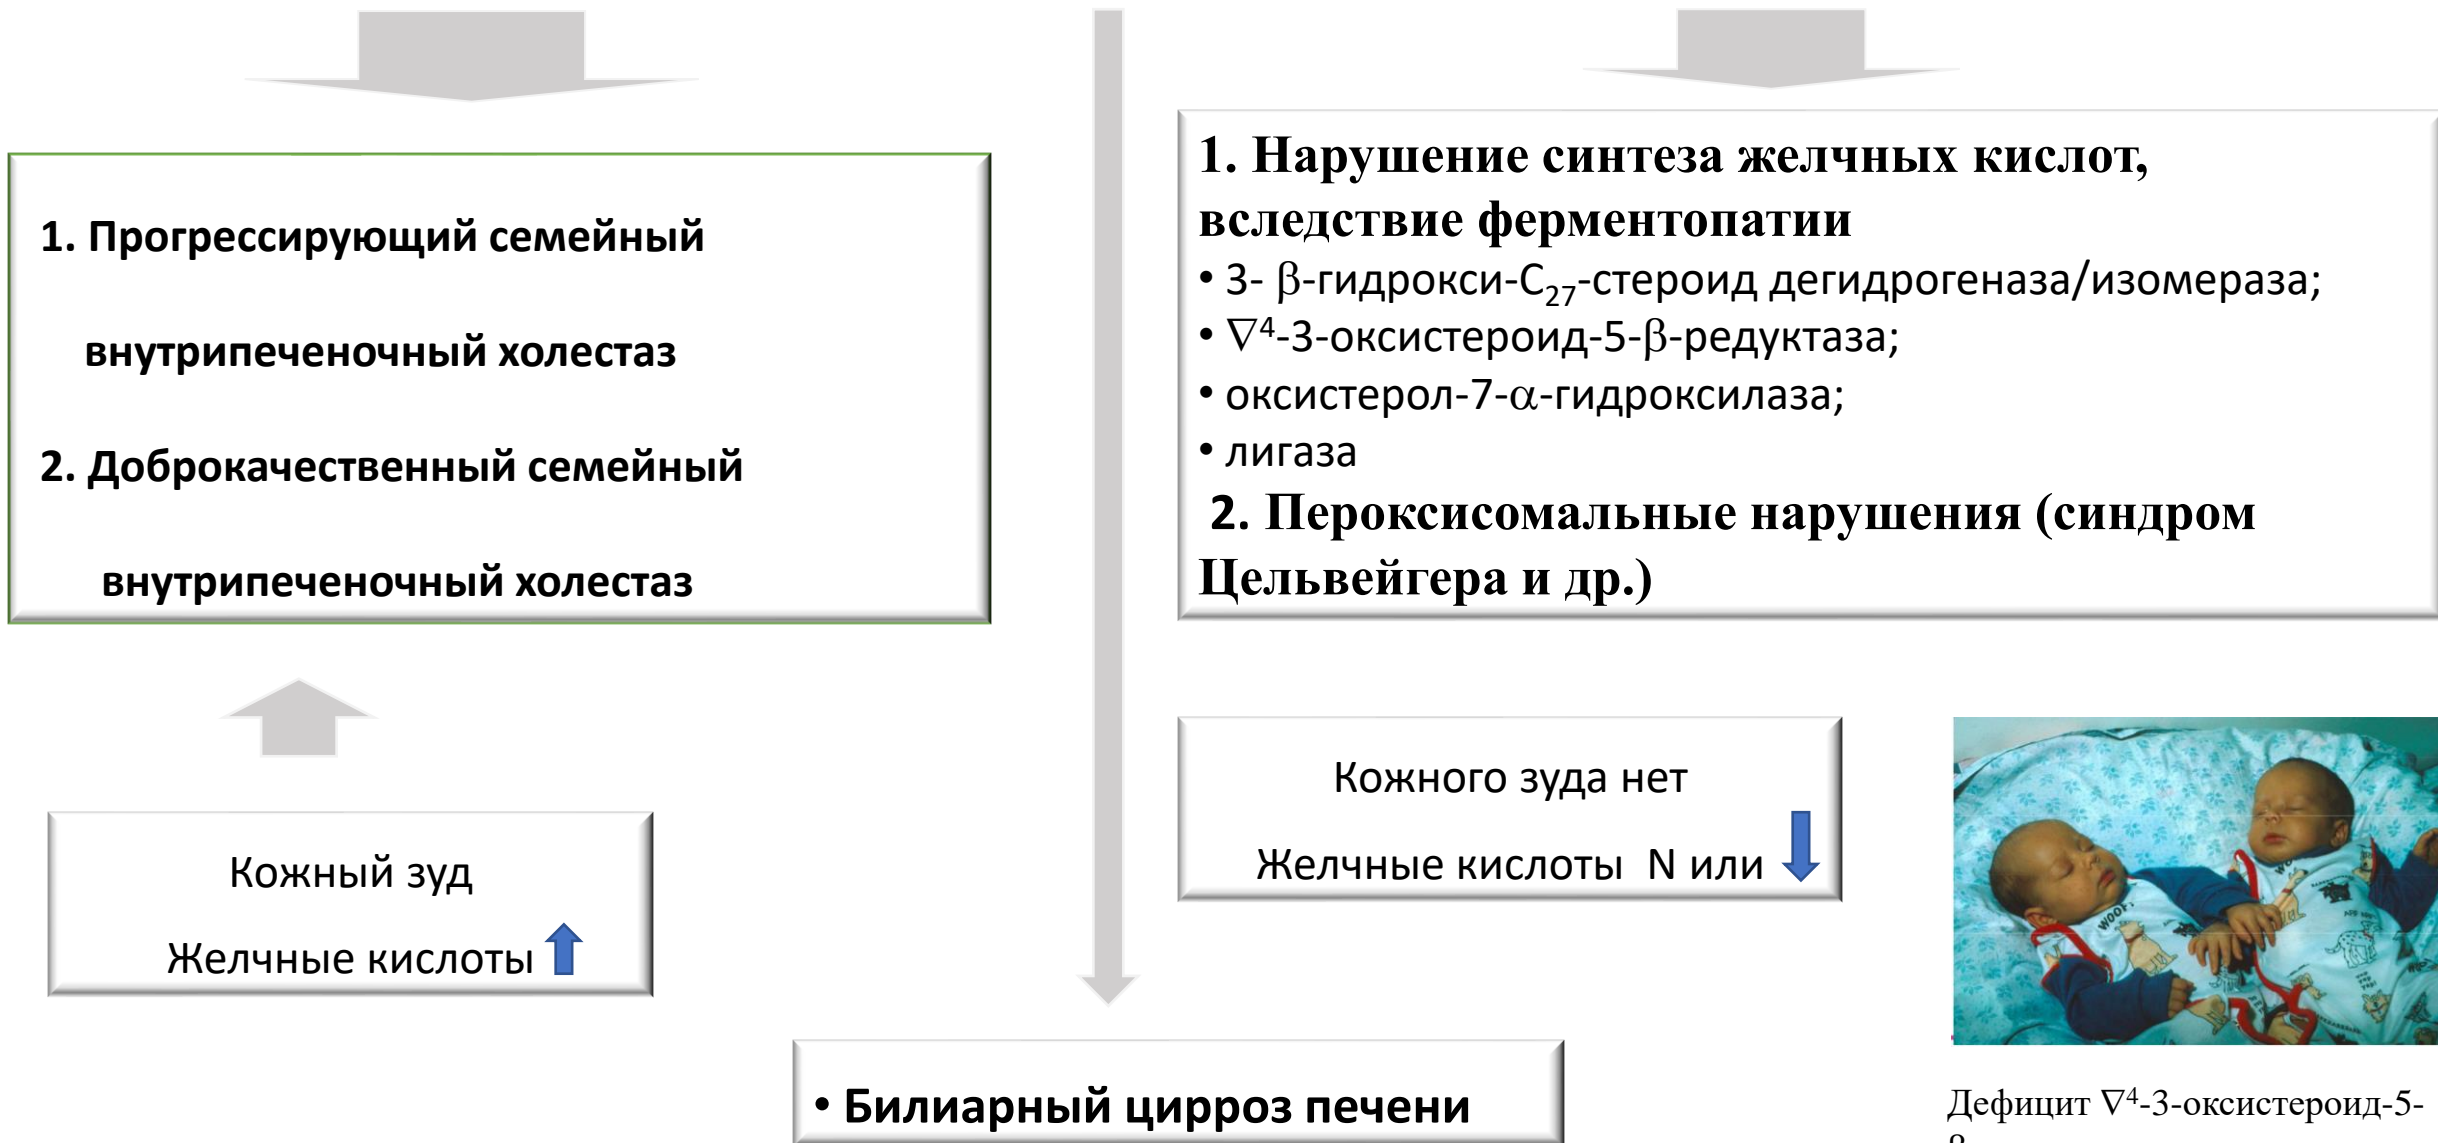 1. Прогрессирующий семейный
внутрипеченочный холестаз
2. Доброкачественный семейный
внутрипеченочный холестаз
1. Нарушение синтеза желчных кислот,
вследствие ферментопатии
• 3- β-гидрокси-C₂₇-стероид дегидрогеназа/изомераза;
• ∇⁴-3-оксистероид-5-β-редуктаза;
• оксистерол-7-α-гидроксилаза;
• лигаза
2. Пероксисомальные нарушения (синдром
Цельвейгера и др.)
Кожный зуд
Желчные кислоты
Кожного зуда нет
Желчные кислоты N или
• Билиарный цирроз печени
Дефицит ∇⁴-3-оксистероид-5-